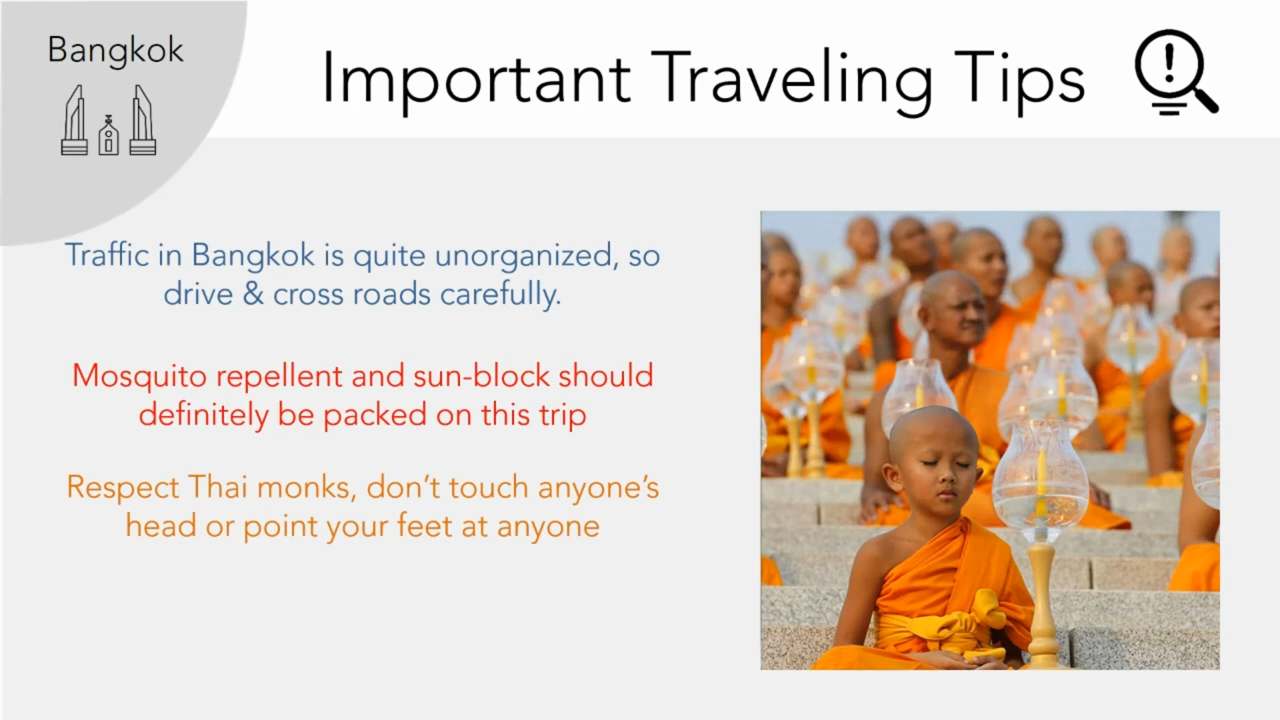 Bangkok
Important Traveling Tips
Traffic in Bangkok is quite unorganized, so
drive & cross roads carefully.
Mosquito repellent and sun-block should
definitely be packed on this trip
Respect Thai monks, don’t touch anyone’s
head or point your feet at anyone